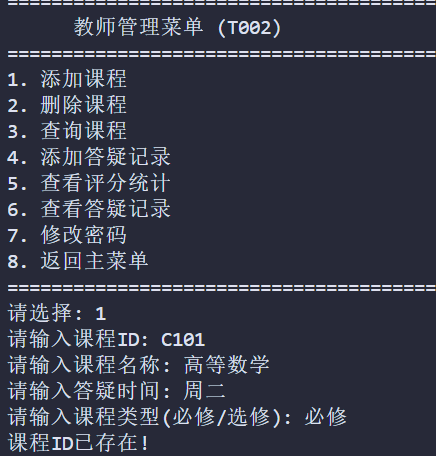 ========================================
教师管理菜单 (T002)
========================================
1. 添加课程
2. 删除课程
3. 查询课程
4. 添加答疑记录
5. 查看评分统计
6. 查看答疑记录
7. 修改密码
8. 返回主菜单
========================================
请选择: 1
请输入课程ID: C101
请输入课程名称: 高等数学
请输入答疑时间: 周二
请输入课程类型(必修/选修): 必修
课程ID已存在!